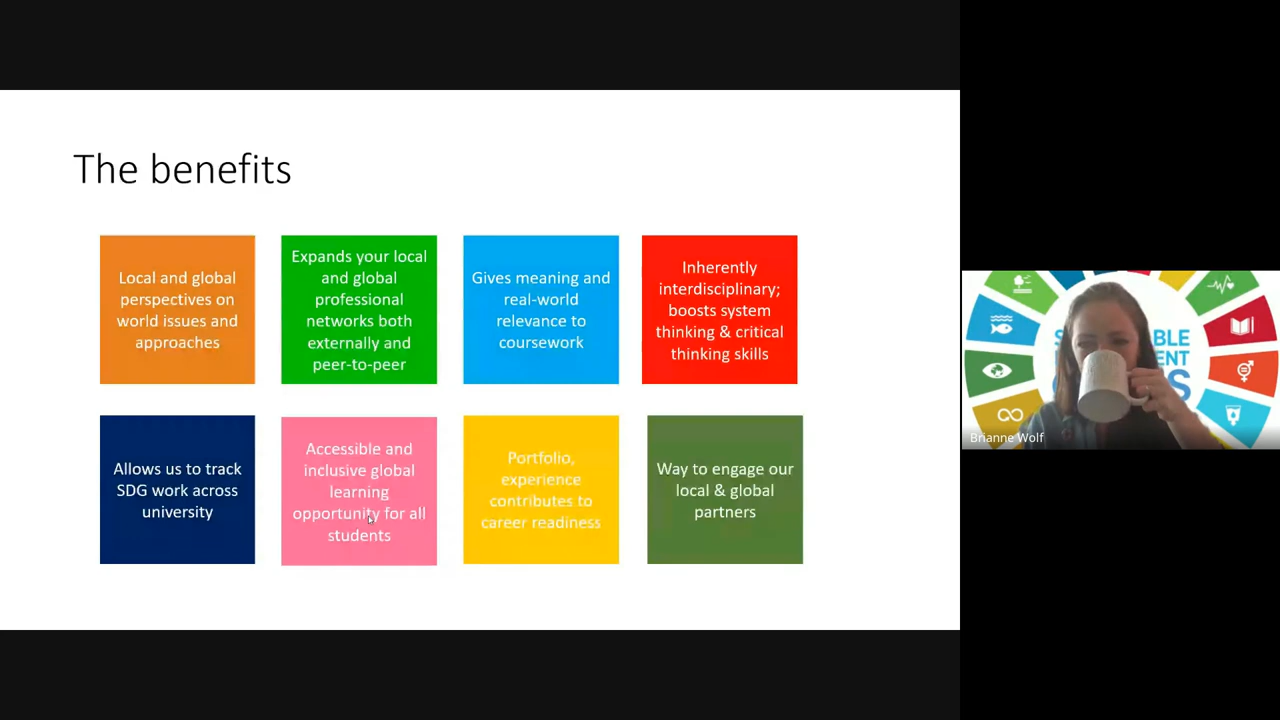 The benefits
Local and global
perspectives on
world issues and
approaches
Expands your local
and global
professional
networks both
externally and
peer-to-peer
Gives meaning and
real-world
relevance to
coursework
Inherently
interdisciplinary;
boosts system
thinking & critical
thinking skills
Allows us to track
SDG work across
university
Accessible and
inclusive global
learning
opportunity for all
students
Portfolio,
experience
contributes to
career readiness
Way to engage our
local & global
partners
Brianne Wolf